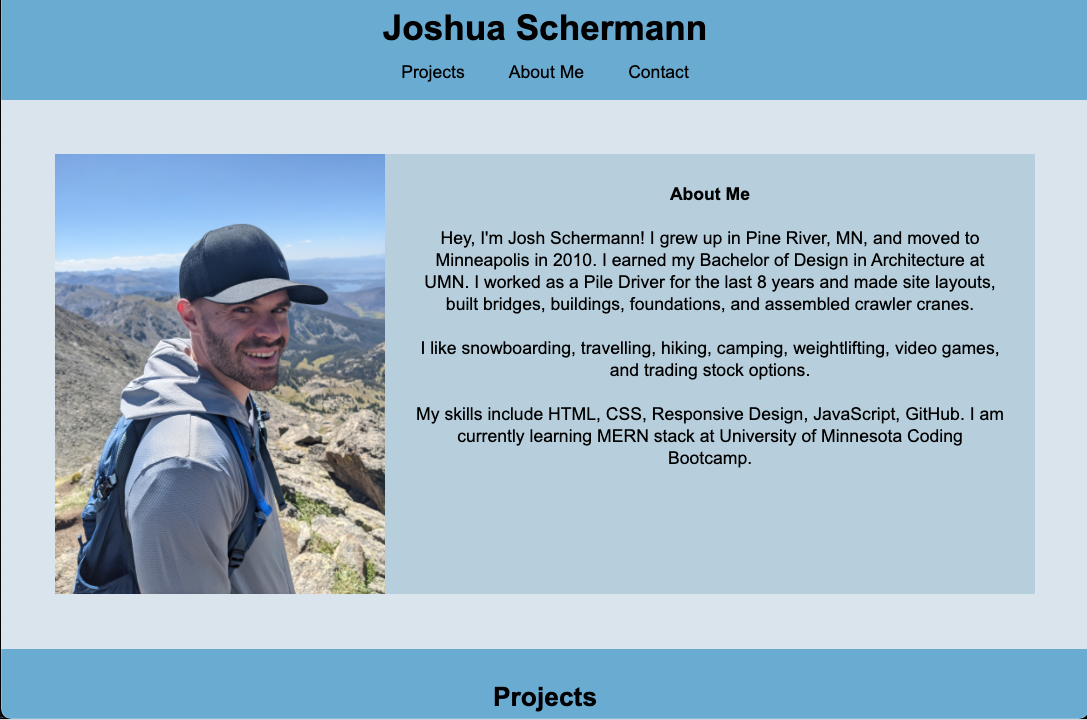 Joshua Schermann
Projects About Me Contact
About Me
Hey, I'm Josh Schermann! I grew up in Pine River, MN, and moved to
Minneapolis in 2010. I earned my Bachelor of Design in Architecture at
UMN. I worked as a Pile Driver for the last 8 years and made site layouts,
built bridges, buildings, foundations, and assembled crawler cranes.
I like snowboarding, travelling, hiking, camping, weightlifting, video games,
and trading stock options.
My skills include HTML, CSS, Responsive Design, JavaScript, GitHub. I am
currently learning MERN stack at University of Minnesota Coding
Bootcamp.
Projects